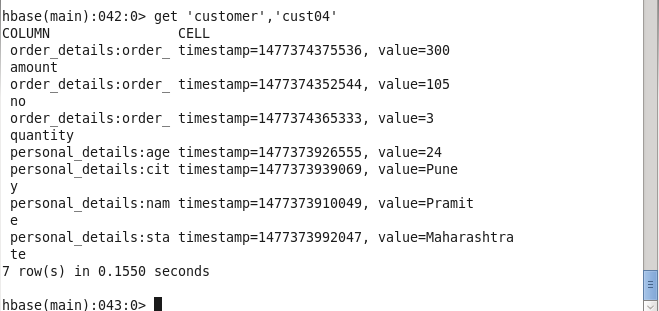 hbase(main):042:0> get 'customer','cust04'
COLUMN                CELL
 order_details:order_ timestamp=1477374375536, value=300
 amount
 order_details:order_ timestamp=1477374352544, value=105
 no
 order_details:order_ timestamp=1477374365333, value=3
 quantity
 personal_details:age timestamp=1477373926555, value=24
 personal_details:cit timestamp=1477373939069, value=Pune
 y
 personal_details:nam timestamp=1477373910049, value=Pramit
 e
 personal_details:sta timestamp=1477373992047, value=Maharashtra
 te
7 row(s) in 0.1550 seconds
hbase(main):043:0>